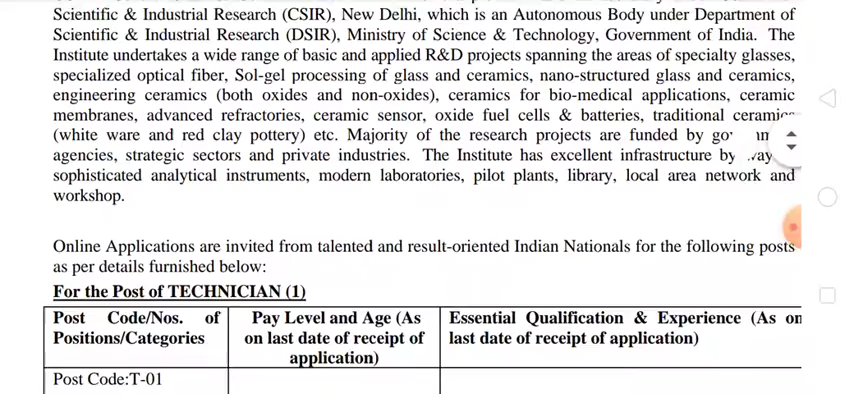 Scientific & Industrial Research (CSIR), New Delhi, which is an Autonomous Body under Department of
Scientific & Industrial Research (DSIR), Ministry of Science & Technology, Government of India. The
Institute undertakes a wide range of basic and applied R&D projects spanning the areas of specialty glasses,
specialized optical fiber, Sol-gel processing of glass and ceramics, nano-structured glass and ceramics,
engineering ceramics (both oxides and non-oxides), ceramics for bio-medical applications, ceramic
membranes, advanced refractories, ceramic sensor, oxide fuel cells & batteries, traditional ceramics
(white ware and red clay pottery) etc. Majority of the research projects are funded by
agencies, strategic sectors and private industries. The Institute has excellent infrastructure by
sophisticated analytical instruments, modern laboratories, pilot plants, library, local area network and
workshop.
Online Applications are invited from talented and result-oriented Indian Nationals for the following posts
as per details furnished below:
For the Post of TECHNICIAN (1)
Post Code/Nos. of
Positions/Categories
Pay Level and Age (As
on last date of receipt of
application)
Essential Qualification & Experience (As on
last date of receipt of application)
Post Code:T-01